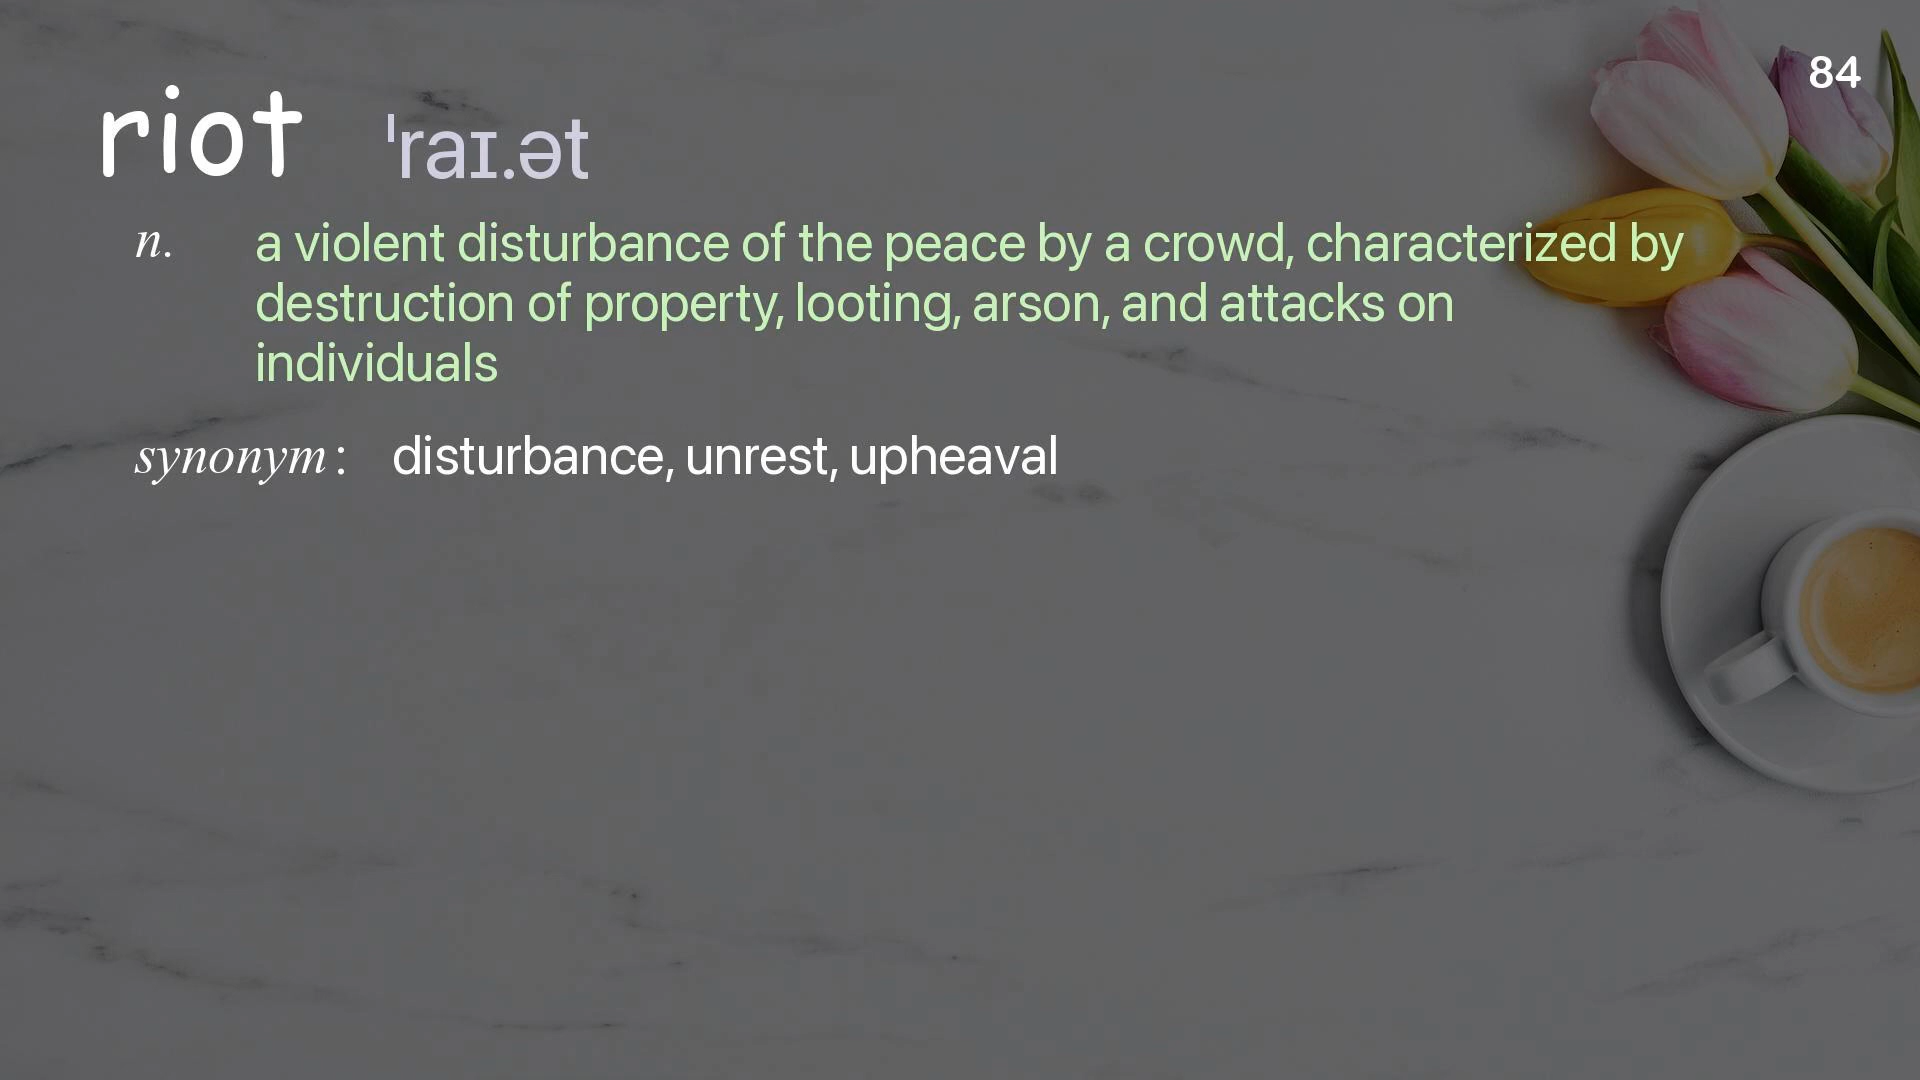 84
riot ˈraɪ.ət
n. a violent disturbance of the peace by a crowd, characterized by
destruction of property, looting, arson, and attacks on
individuals
synonym: disturbance, unrest, upheaval